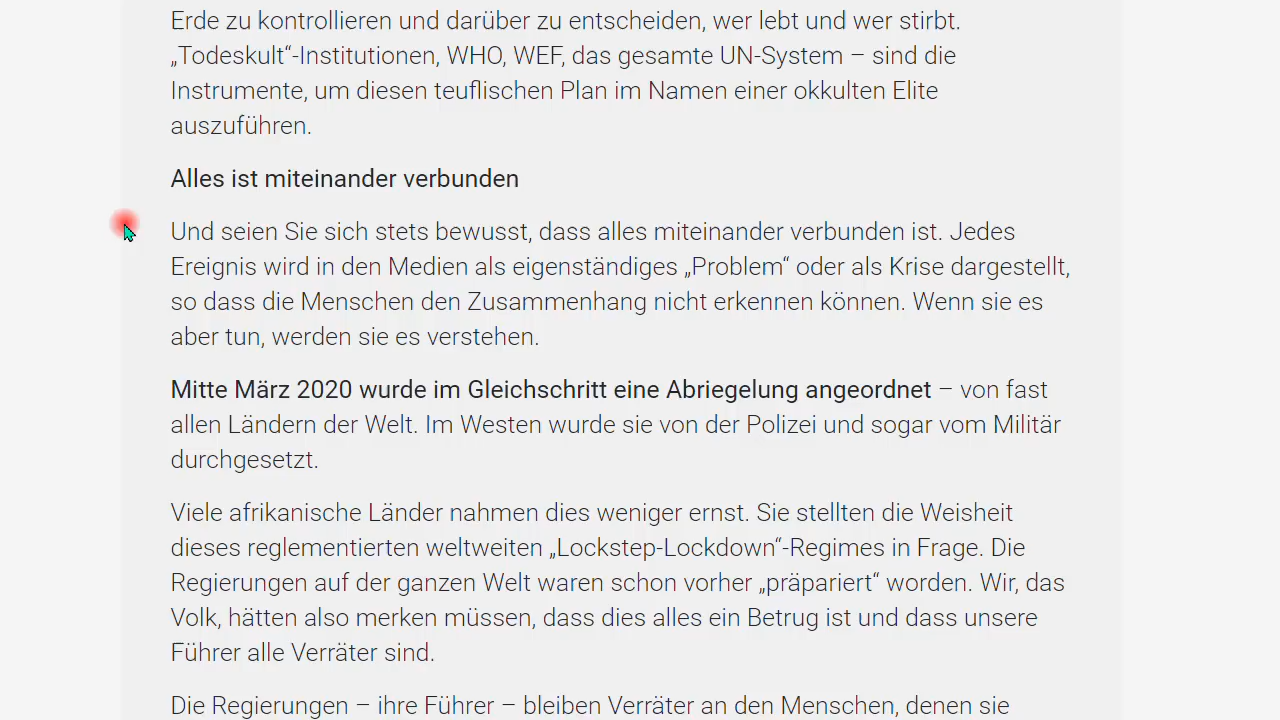 Erde zu kontrollieren und darüber zu entscheiden, wer lebt und wer stirbt.
„Todeskult“-Institutionen, WHO, WEF, das gesamte UN-System – sind die
Instrumente, um diesen teuflischen Plan im Namen einer okkulten Elite
auszuführen.
Alles ist miteinander verbunden
Und seien Sie sich stets bewusst, dass alles miteinander verbunden ist. Jedes
Ereignis wird in den Medien als eigenständiges „Problem“ oder als Krise dargestellt,
so dass die Menschen den Zusammenhang nicht erkennen können. Wenn sie es
aber tun, werden sie es verstehen.
Mitte März 2020 wurde im Gleichschritt eine Abriegelung angeordnet – von fast
allen Ländern der Welt. Im Westen wurde sie von der Polizei und sogar vom Militär
durchgesetzt.
Viele afrikanische Länder nahmen dies weniger ernst. Sie stellten die Weisheit
dieses reglementierten weltweiten „Lockstep-Lockdown“-Regimes in Frage. Die
Regierungen auf der ganzen Welt waren schon vorher „präpariert“ worden. Wir, das
Volk, hätten also merken müssen, dass dies alles ein Betrug ist und dass unsere
Führer alle Verräter sind.
Die Regierungen – ihre Führer – bleiben Verräter an den Menschen, denen sie